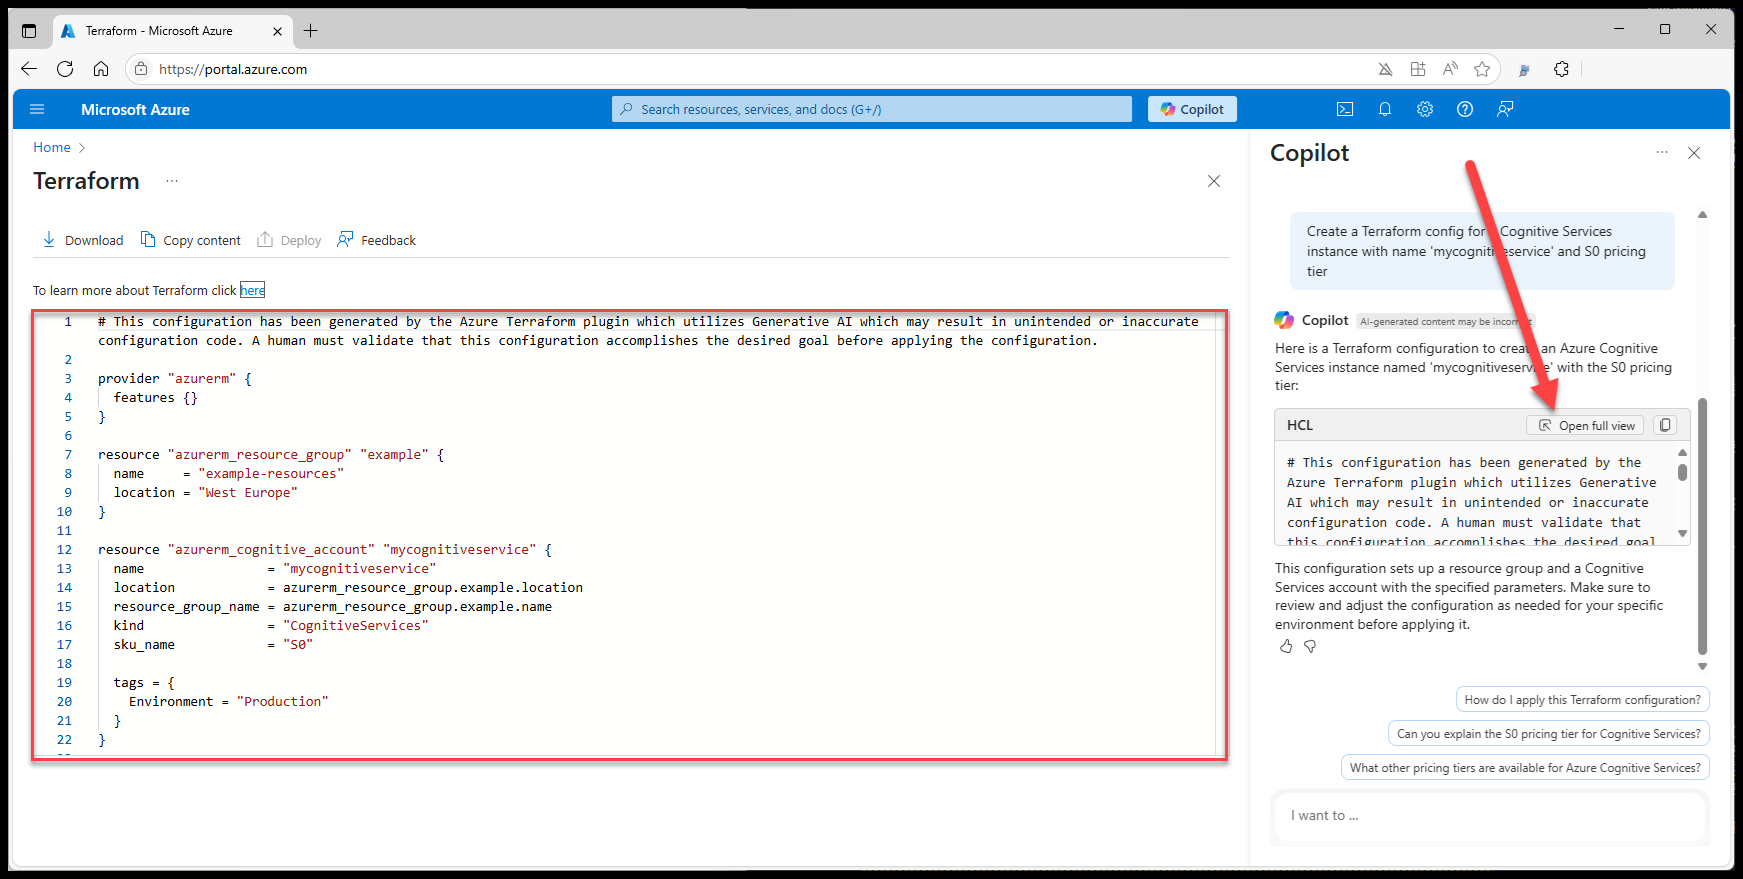 Terraform - Microsoft Azure
https://portal.azure.com
Microsoft Azure
Search resources, services, and docs (G+/)
Copilot
Home
Terraform
Download
Copy content
Deploy
Feedback
To learn more about Terraform click here
1 # This configuration has been generated by the Azure Terraform plugin which utilizes Generative AI which may result in unintended or inaccurate
configuration code. A human must validate that this configuration accomplishes the desired goal before applying the configuration.
2
3 provider "azurerm" {
4 features {}
5 }
6
7 resource "azurerm_resource_group" "example" {
8 name = "example-resources"
9 location = "West Europe"
10 }
11
12 resource "azurerm_cognitive_account" "mycognitiveservice" {
13 name = "mycognitiveservice"
14 location = azurerm_resource_group.example.location
15 resource_group_name = azurerm_resource_group.example.name
16 kind = "CognitiveServices"
17 sku_name = "S0"
18
19 tags = {
20 Environment = "Production"
21 }
22 }
Copilot
Create a Terraform config for Cognitive Services
instance with name 'mycognitiveservice' and S0 pricing
tier
Copilot
AI-generated content may be incorrect
Here is a Terraform configuration to create an Azure Cognitive
Services instance named 'mycognitiveservice' with the S0 pricing
tier:
HCL
Open full view
# This configuration has been generated by the
Azure Terraform plugin which utilizes Generative
AI which may result in unintended or inaccurate
configuration code. A human must validate that
this configuration accomplishes the desired goal
This configuration sets up a resource group and a Cognitive
Services account with the specified parameters. Make sure to
review and adjust the configuration as needed for your specific
environment before applying it.
How do I apply this Terraform configuration?
Can you explain the S0 pricing tier for Cognitive Services?
What other pricing tiers are available for Azure Cognitive Services?
I want to ...